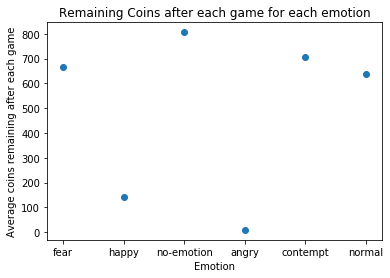 Remaining Coins after each game for each emotion
Average coins remaining after each game
800
700
600
500
400
300
200
100
0
fear happy no-emotion angry contempt normal
Emotion